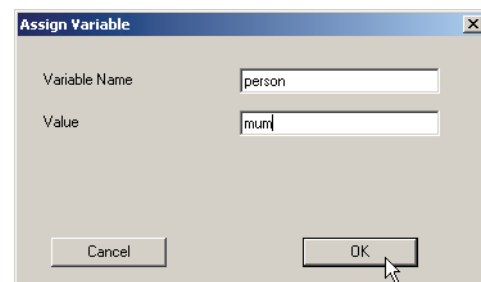 Assign Variable
Variable Name person
Value mum
Cancel OK